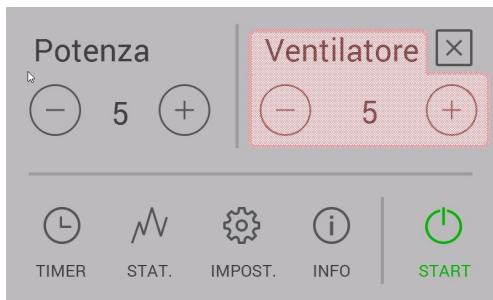 Potenza
Ventilatore
5
5
TIMER
STAT.
IMPOST.
INFO
START